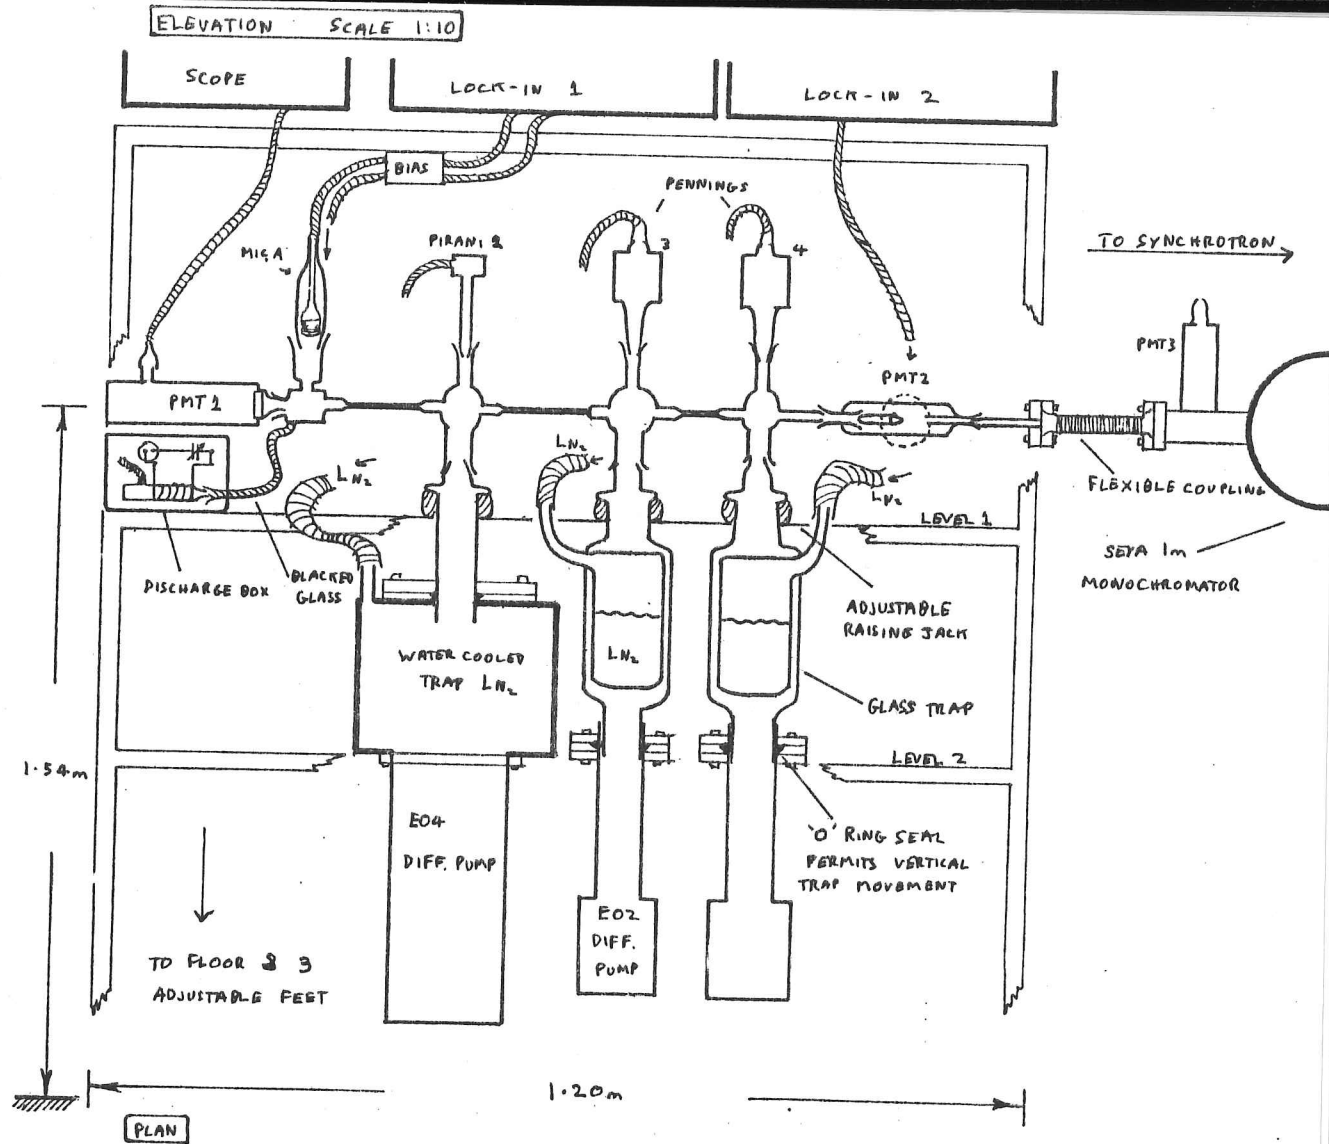 ELEVATION SCALE 1:10
SCOPE
LOCK-IN 1
LOCK-IN 2
BIAS
PENNINGS
MIG,A
PIRANI 2
3
4
TO SYNCHROTRON
PMT3
PMT1
PMT2
LN2
LN2
LN2
FLEXIBLE COUPLING
LEVEL 1
SEYA 1m
MONOCHROMATOR
DISCHARGE BOX
BLACKED
GLASS
ADJUSTABLE
RAISING JACK
WATER COOLED
TRAP LN2
LN2
GLASS TRAP
LEVEL 2
1.54m
E04
DIFF. PUMP
'O' RING SEAL
PERMITS VERTICAL
TRAP MOVEMENT
E02
DIFF.
PUMP
TO FLOOR & 3
ADJUSTABLE FEET
1.20m
PLAN